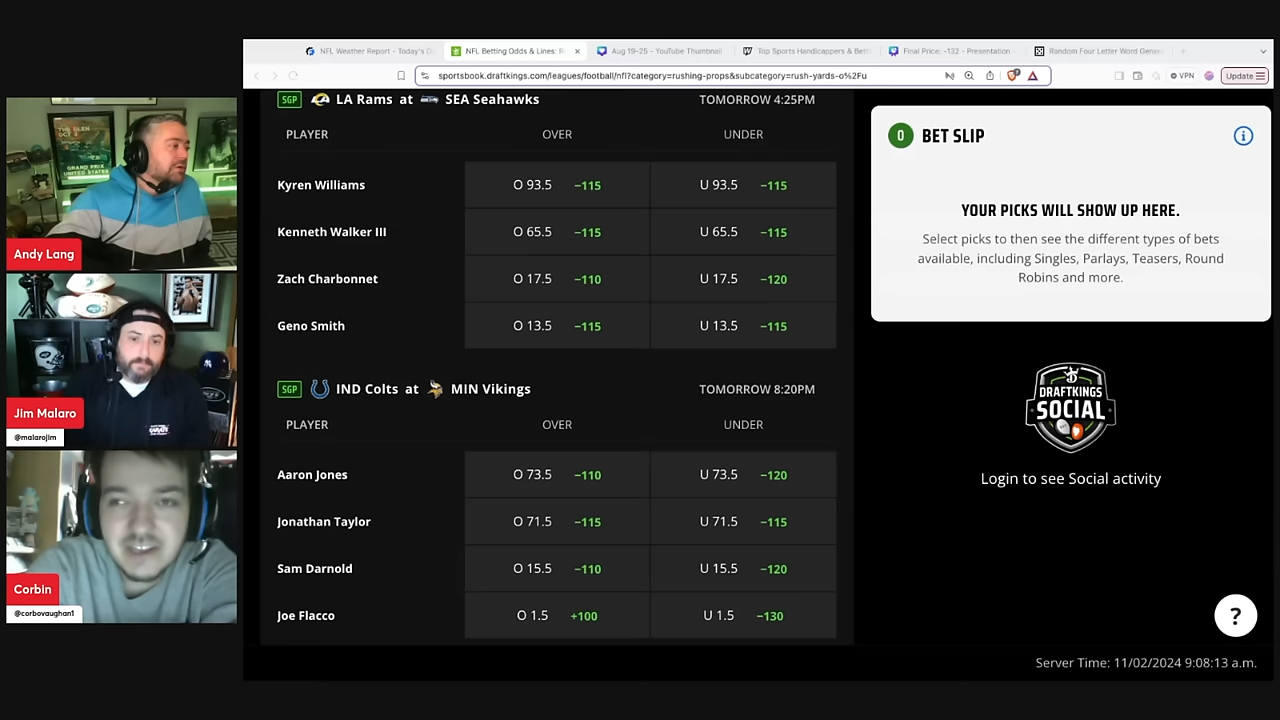 NFL Weather Report - Today's
NFL Betting Odds & Lines:
Aug 19-25 - YouTube Thumbnail
Top Sports Handicappers & Bett
Final Price: -132 - Presentation
Random Four Letter Word Gener
sportsbook.draftkings.com/leagues/football/nfl?category=rushing-props&subcategory=rush-yards-o%2Fu
VPN
Update
SGP LA Rams at SEA Seahawks TOMORROW 4:25PM
PLAYER OVER UNDER
Kyren Williams O 93.5 −115 U 93.5 −115
Kenneth Walker III O 65.5 −115 U 65.5 −115
Zach Charbonnet O 17.5 −110 U 17.5 −120
Geno Smith O 13.5 −115 U 13.5 −115
SGP IND Colts at MIN Vikings TOMORROW 8:20PM
PLAYER OVER UNDER
Aaron Jones O 73.5 −110 U 73.5 −120
Jonathan Taylor O 71.5 −115 U 71.5 −115
Sam Darnold O 15.5 −110 U 15.5 −120
Joe Flacco O 1.5 +100 U 1.5 −130
0 BET SLIP
YOUR PICKS WILL SHOW UP HERE.
Select picks to then see the different types of bets
available, including Singles, Parlays, Teasers, Round
Robins and more.
DRAFTKINGS
SOCIAL
Login to see Social activity
?
Server Time: 11/02/2024 9:08:13 a.m.
THE GLEN
GRAND PRIX
UNITED STATES
Andy Lang
Jim Malaro
@malarojim
Corbin
@corbovaughan1